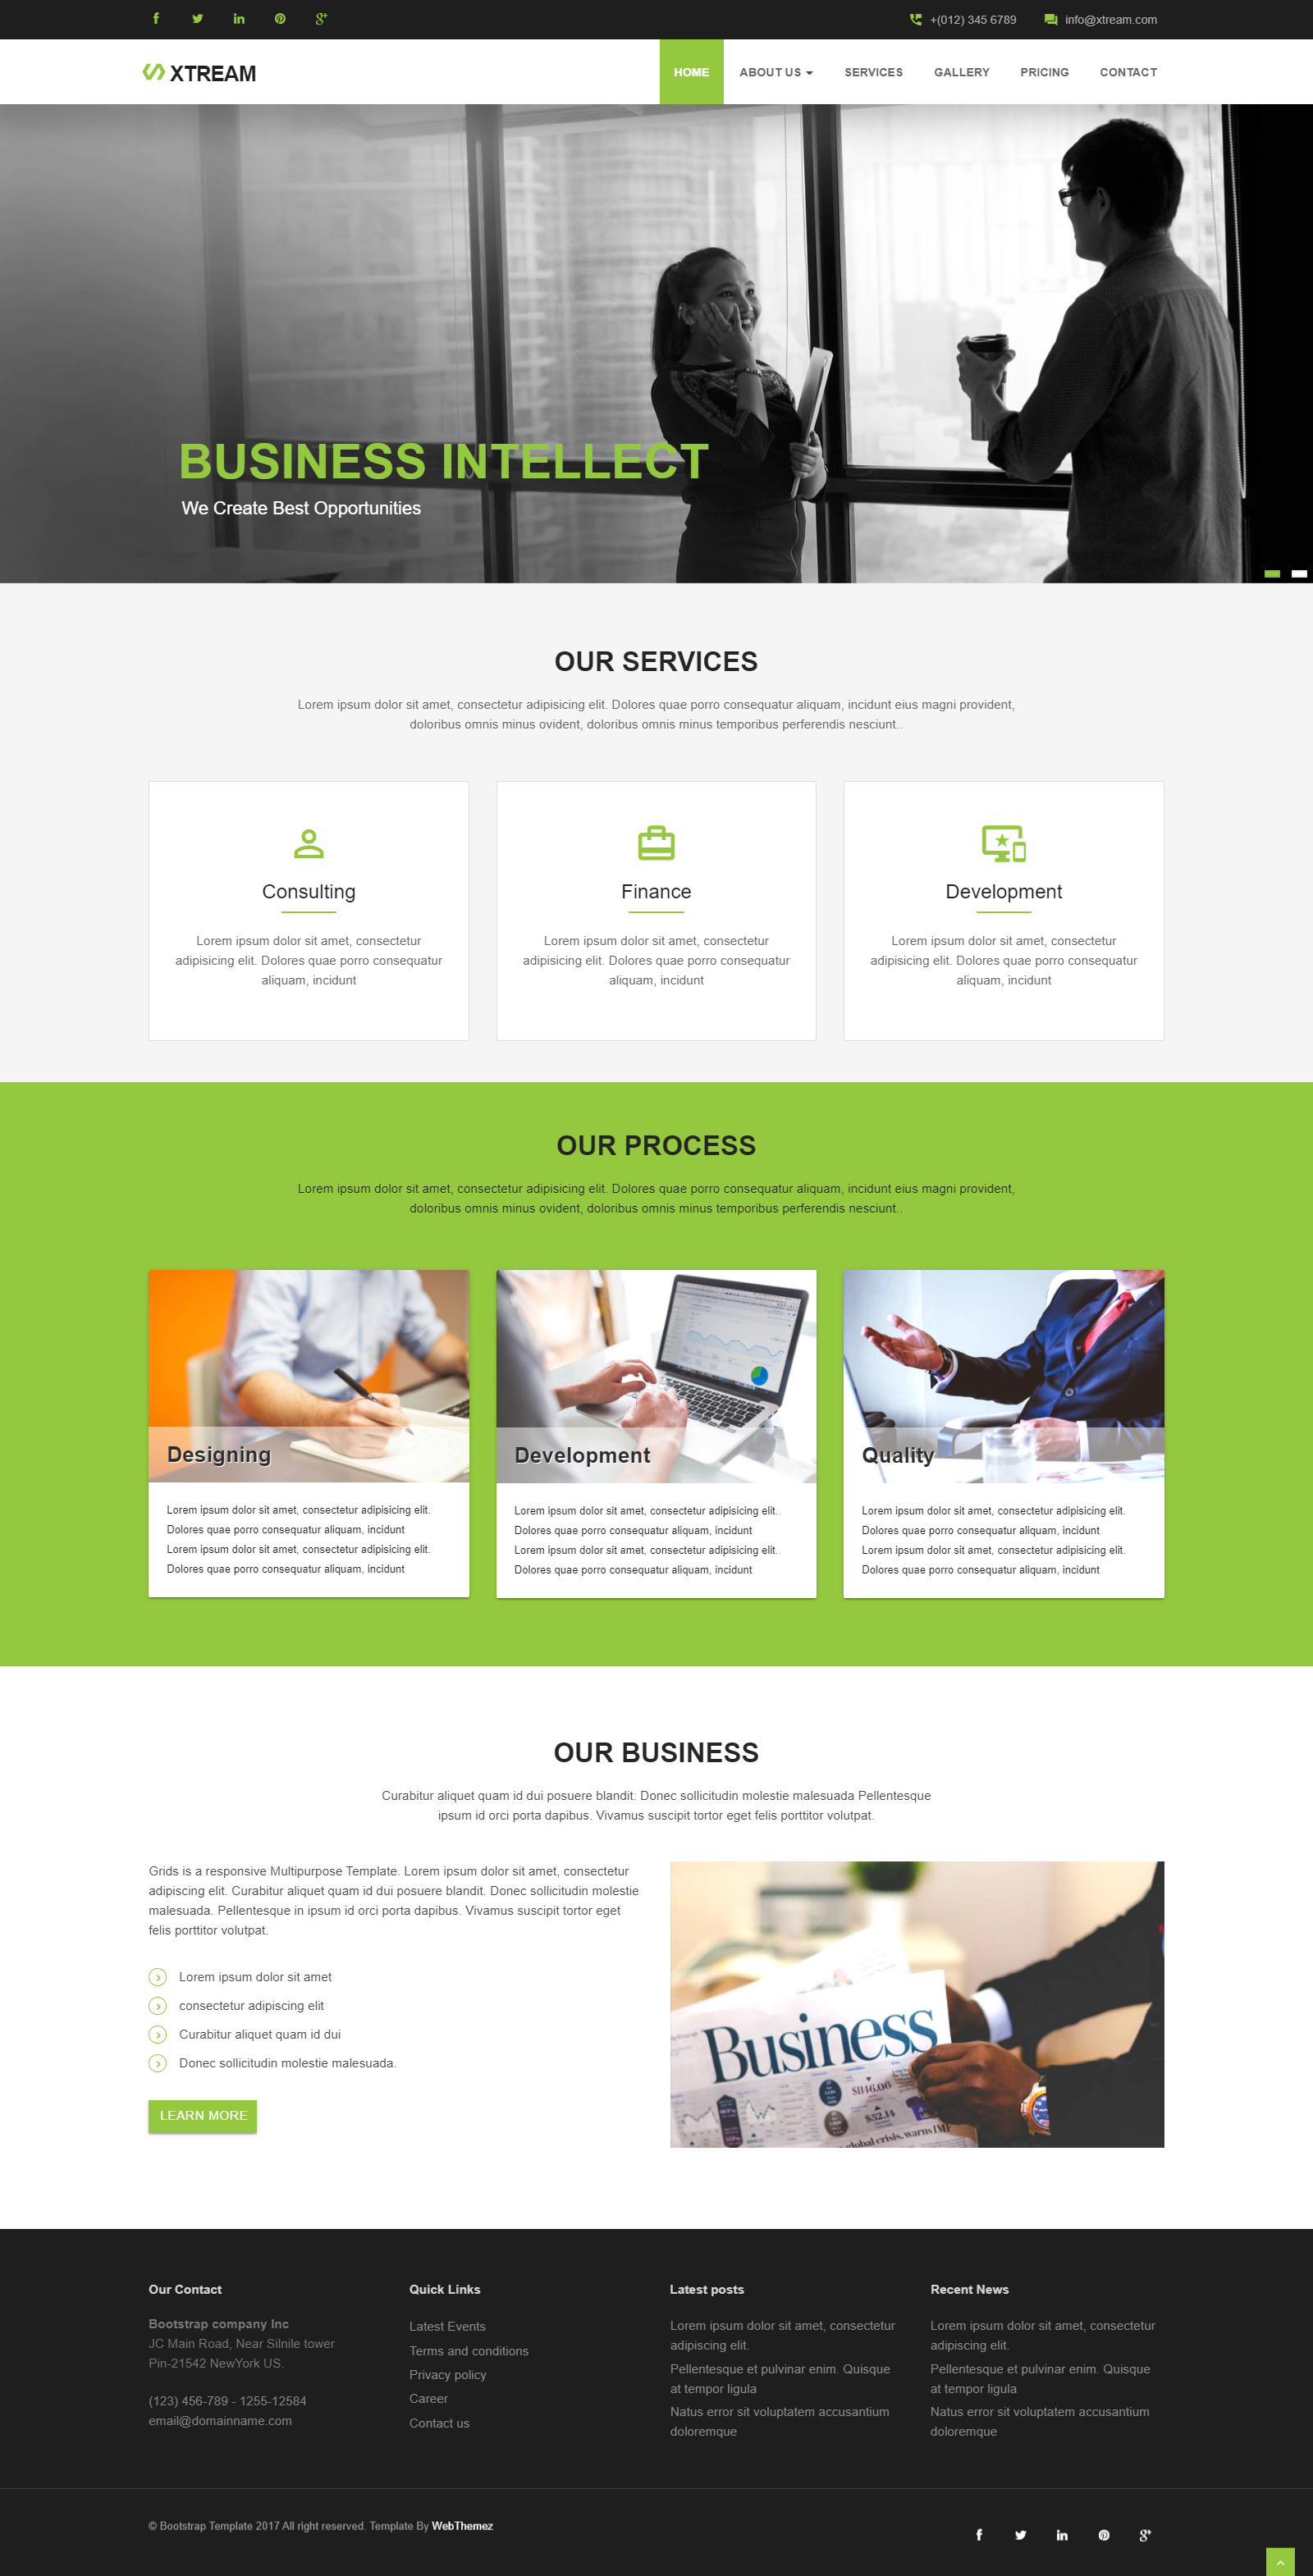 +(012) 345 6789 info@xtream.com
XTREAM
HOME ABOUT US SERVICES GALLERY PRICING CONTACT
BUSINESS INTELLECT
We Create Best Opportunities
OUR SERVICES
Lorem ipsum dolor sit amet, consectetur adipisicing elit. Dolores quae porro consequatur aliquam, incidunt eius magni provident,
doloribus omnis minus ovident, doloribus omnis minus temporibus perferendis nesciunt..
Consulting
Lorem ipsum dolor sit amet, consectetur
adipisicing elit. Dolores quae porro consequatur
aliquam, incidunt
Finance
Lorem ipsum dolor sit amet, consectetur
adipisicing elit. Dolores quae porro consequatur
aliquam, incidunt
Development
Lorem ipsum dolor sit amet, consectetur
adipisicing elit. Dolores quae porro consequatur
aliquam, incidunt
OUR PROCESS
Lorem ipsum dolor sit amet, consectetur adipisicing elit. Dolores quae porro consequatur aliquam, incidunt eius magni provident,
doloribus omnis minus ovident, doloribus omnis minus temporibus perferendis nesciunt..
Designing
Lorem ipsum dolor sit amet, consectetur adipisicing elit.
Dolores quae porro consequatur aliquam, incidunt
Lorem ipsum dolor sit amet, consectetur adipisicing elit.
Dolores quae porro consequatur aliquam, incidunt
Development
Lorem ipsum dolor sit amet, consectetur adipisicing elit.
Dolores quae porro consequatur aliquam, incidunt
Lorem ipsum dolor sit amet, consectetur adipisicing elit.
Dolores quae porro consequatur aliquam, incidunt
Quality
Lorem ipsum dolor sit amet, consectetur adipisicing elit.
Dolores quae porro consequatur aliquam, incidunt
Lorem ipsum dolor sit amet, consectetur adipisicing elit.
Dolores quae porro consequatur aliquam, incidunt
OUR BUSINESS
Curabitur aliquet quam id dui posuere blandit. Donec sollicitudin molestie malesuada Pellentesque
ipsum id orci porta dapibus. Vivamus suscipit tortor eget felis porttitor volutpat.
Grids is a responsive Multipurpose Template. Lorem ipsum dolor sit amet, consectetur
adipiscing elit. Curabitur aliquet quam id dui posuere blandit. Donec sollicitudin molestie
malesuada. Pellentesque in ipsum id orci porta dapibus. Vivamus suscipit tortor eget
felis porttitor volutpat.
Lorem ipsum dolor sit amet
consectetur adipiscing elit
Curabitur aliquet quam id dui
Donec sollicitudin molestie malesuada.
LEARN MORE
Business
$52.14
global crisis, warns IMF
Our Contact
Bootstrap company Inc
JC Main Road, Near Silnile tower
Pin-21542 NewYork US.
(123) 456-789 - 1255-12584
email@domainname.com
Quick Links
Latest Events
Terms and conditions
Privacy policy
Career
Contact us
Latest posts
Lorem ipsum dolor sit amet, consectetur
adipiscing elit.
Pellentesque et pulvinar enim. Quisque
at tempor ligula
Natus error sit voluptatem accusantium
doloremque
Recent News
Lorem ipsum dolor sit amet, consectetur
adipiscing elit.
Pellentesque et pulvinar enim. Quisque
at tempor ligula
Natus error sit voluptatem accusantium
doloremque
© Bootstrap Template 2017 All right reserved. Template By WebThemez